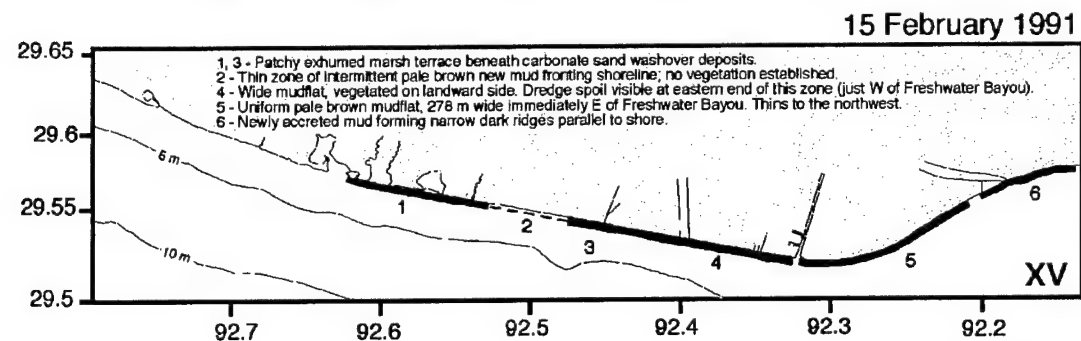 15 February 1991
29.65
1, 3 - Patchy exhumed marsh terrace beneath carbonate sand washover deposits.
2 - Thin zone of intermittent pale brown new mud fronting shoreline; no vegetation established.
4 - Wide mudflat, vegetated on landward side. Dredge spoil visible at eastern end of this zone (just W of Freshwater Bayou).
5 - Uniform pale brown mudflat, 278 m wide immediately E of Freshwater Bayou. Thins to the northwest.
6 - Newly accreted mud forming narrow dark ridges parallel to shore.
29.6
5 m
6
1
29.55
2
3
4
5
10 m
XV
29.5
92.7 92.6 92.5 92.4 92.3 92.2